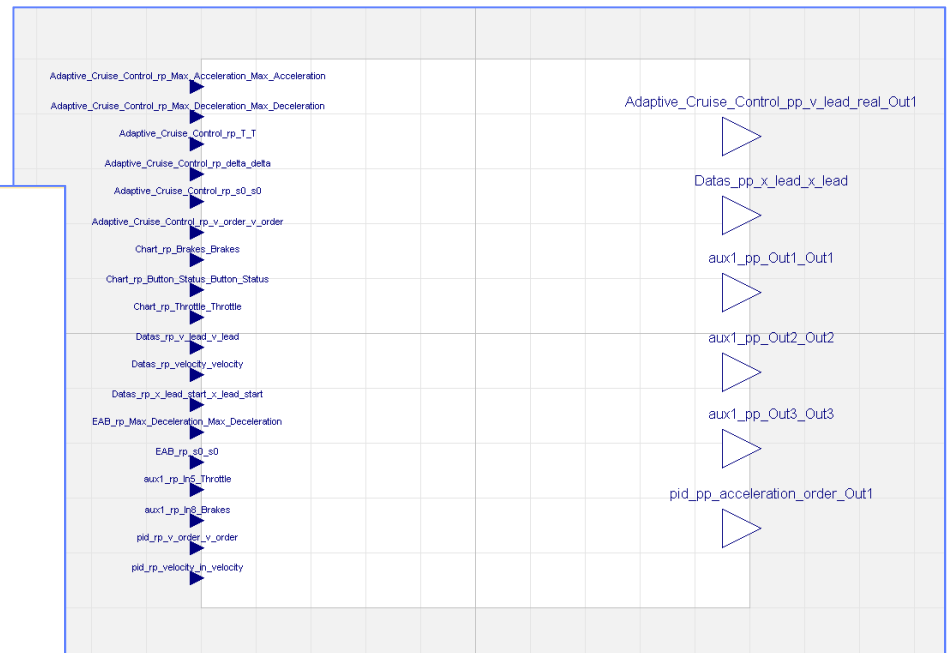 Adaptive_Cruise_Control_rp_Max_Acceleration_Max_Acceleration
Adaptive_Cruise_Control_rp_Max_Deceleration_Max_Deceleration
Adaptive_Cruise_Control_rp_T_T
Adaptive_Cruise_Control_rp_delta_delta
Adaptive_Cruise_Control_rp_s0_s0
Adaptive_Cruise_Control_rp_v_order_v_order
Chart_rp_Brakes_Brakes
Chart_rp_Button_Status_Button_Status
Chart_rp_Throttle_Throttle
Datas_rp_v_lead_v_lead
Datas_rp_velocity_velocity
Datas_rp_x_lead_start_x_lead_start
EAB_rp_Max_Deceleration_Max_Deceleration
EAB_rp_s0_s0
aux1_rp_In5_Throttle
aux1_rp_In8_Brakes
pid_rp_v_order_v_order
pid_rp_velocity_in_velocity
Adaptive_Cruise_Control_pp_v_lead_real_Out1
Datas_pp_x_lead_x_lead
aux1_pp_Out1_Out1
aux1_pp_Out2_Out2
aux1_pp_Out3_Out3
pid_pp_acceleration_order_Out1